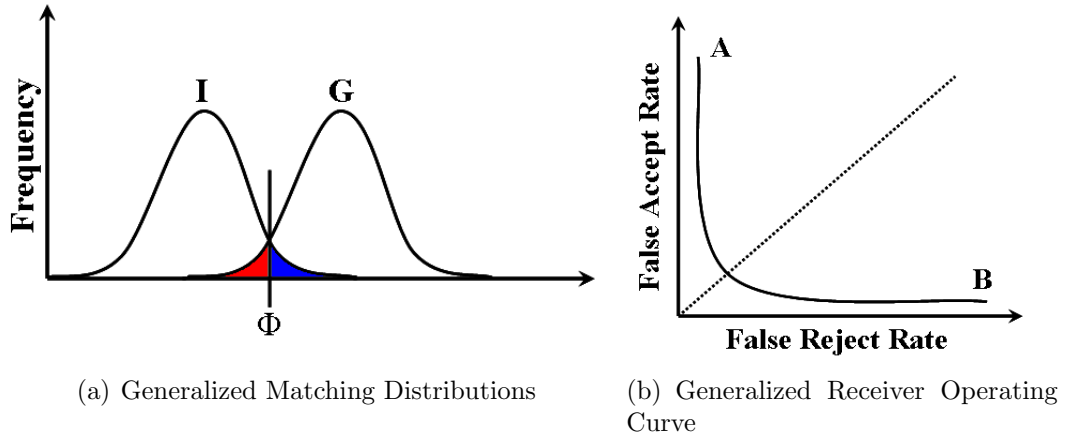 Frequency
I
G
Φ
(a) Generalized Matching Distributions
False Accept Rate
A
B
False Reject Rate
(b) Generalized Receiver Operating
Curve